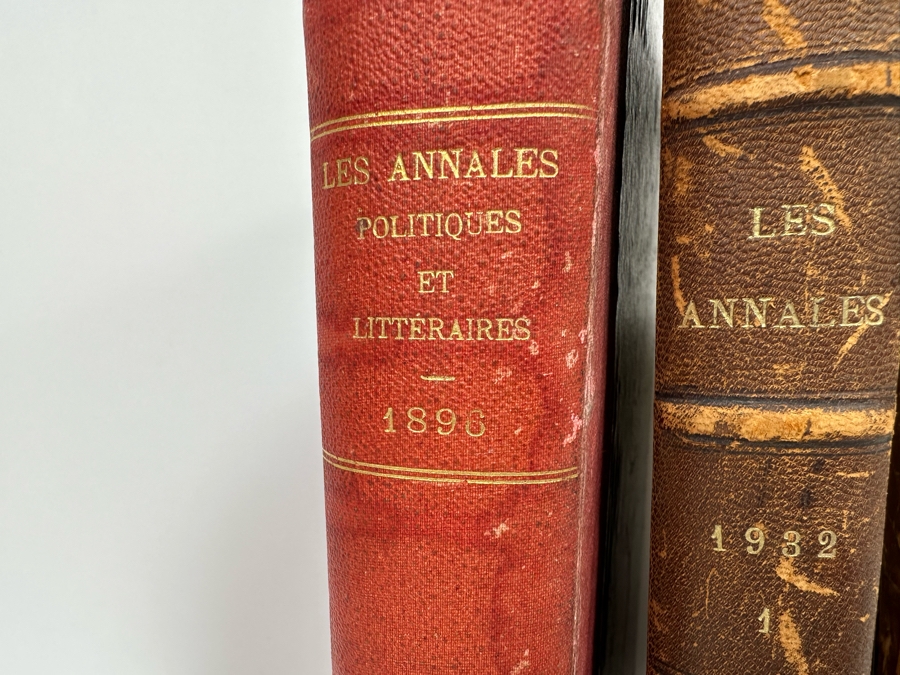 LES ANNALES
POLITIQUES
ET
LITTÉRAIRES
1896
LES
ANNALES
1932
1